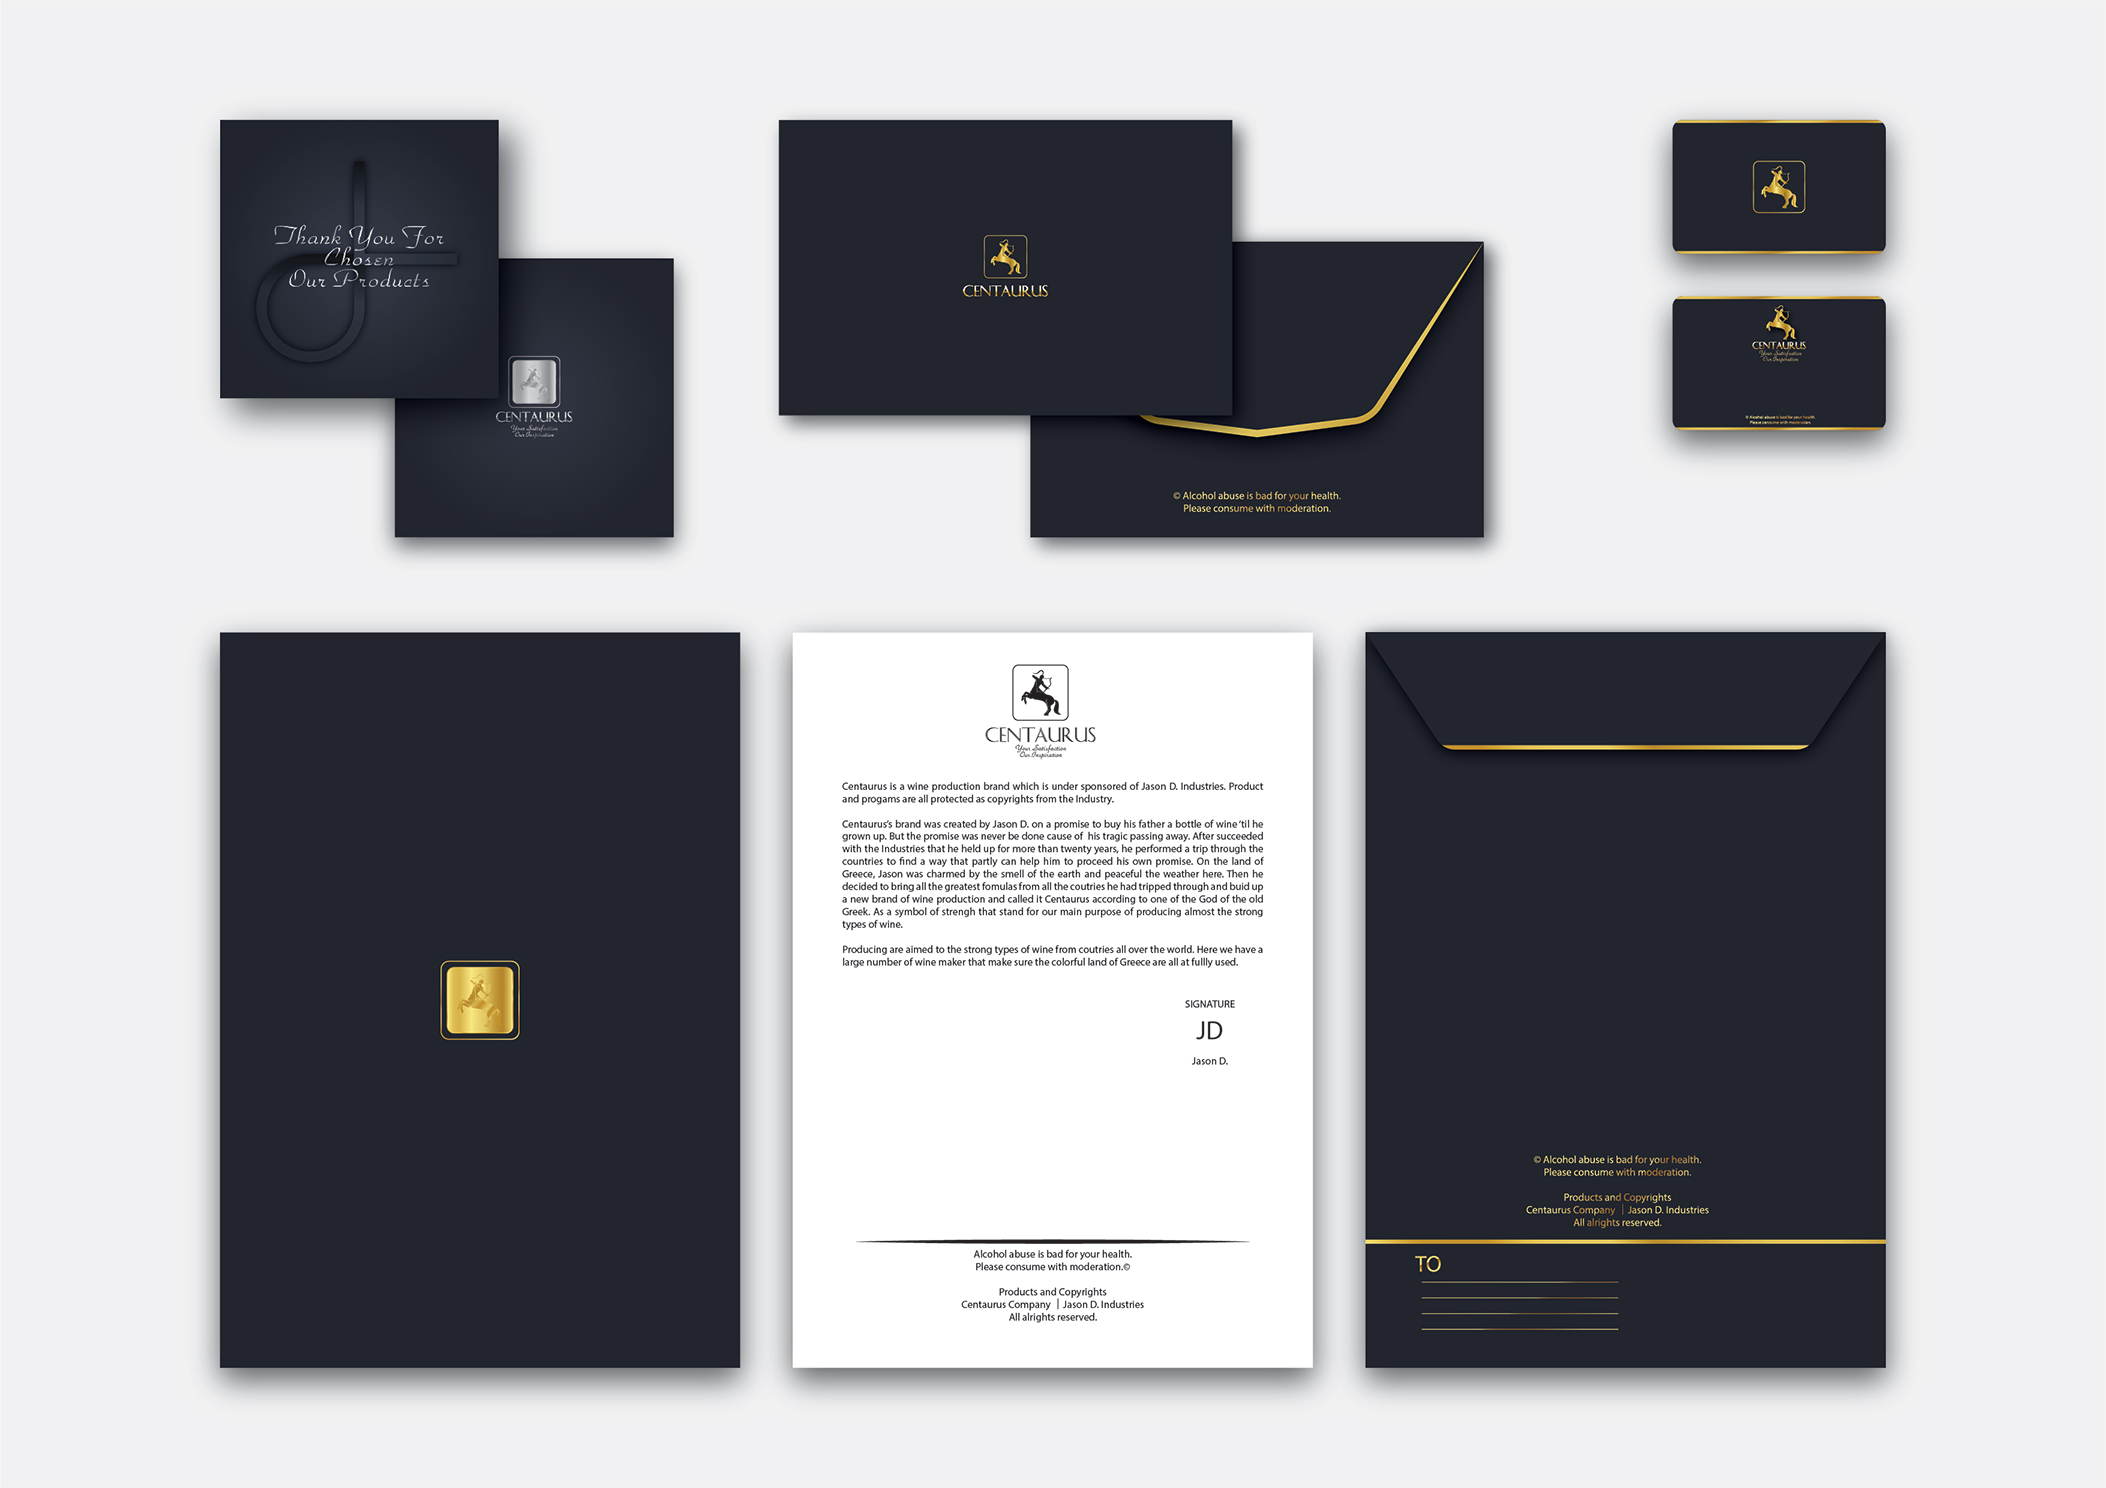 Thank You For
Chosen
Our Products
CENTAURUS
Your Satisfaction
Our Inspiration
CENTAURUS
© Alcohol abuse is bad for your health.
Please consume with moderation.
CENTAURUS
Your Satisfaction
Our Inspiration
© Alcohol abuse is bad for your health.
Please consume with moderation.
CENTAURUS
Your Satisfaction
Our Inspiration
Centaurus is a wine production brand which is under sponsored of Jason D. Industries. Product
and progams are all protected as copyrights from the Industry.
Centaurus's brand was created by Jason D. on a promise to buy his father a bottle of wine 'til he
grown up. But the promise was never be done cause of his tragic passing away. After succeeded
with the Industries that he held up for more than twenty years, he performed a trip through the
countries to find a way that partly can help him to proceed his own promise. On the land of
Greece, Jason was charmed by the smell of the earth and peaceful the weather here. Then he
decided to bring all the greatest fomulas from all the coutries he had tripped through and buid up
a new brand of wine production and called it Centaurus according to one of the God of the old
Grek. As a symbol of strengh that stand for our main purpose of producing almost the strong
types of wine.
Producing are aimed to the strong types of wine from coutries all over the world. Here we have a
large number of wine maker that make sure the colorful land of Greece are all at fullly used.
SIGNATURE
JD
Jason D.
Alcohol abuse is bad for your health.
Please consume with moderation.©
Products and Copyrights
Centaurus Company | Jason D. Industries
All alrights reserved.
© Alcohol abuse is bad for your health.
Please consume with moderation.
Products and Copyrights
Centaurus Company | Jason D. Industries
All alrights reserved.
TO